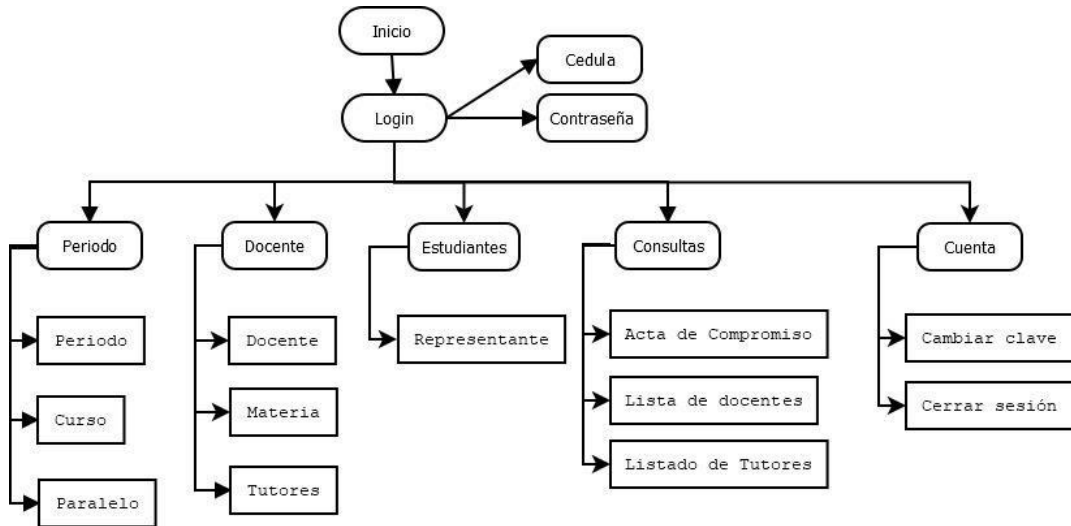 Inicio
Cedula
Login
Contraseña
Periodo
Docente
Estudiantes
Consultas
Cuenta
Periodo
Curso
Paralelo
Docente
Materia
Tutores
Representante
Acta de Compromiso
Lista de docentes
Listado de Tutores
Cambiar clave
Cerrar sesión